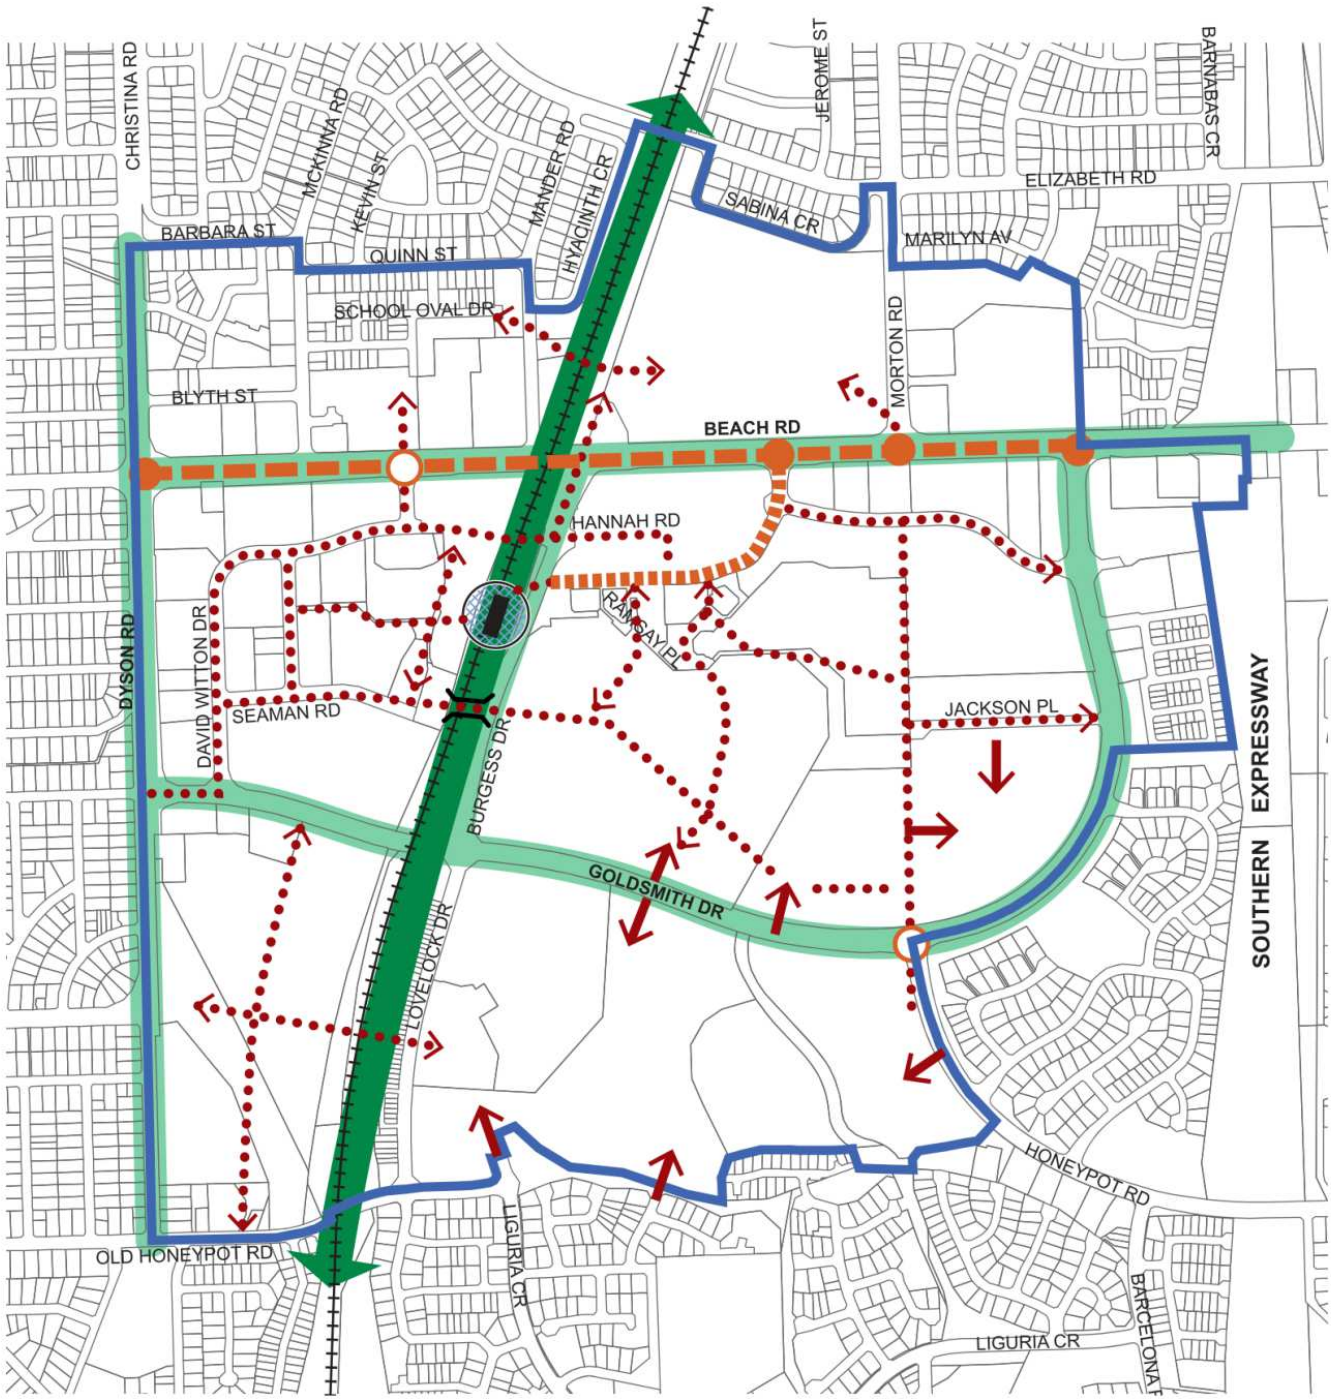 CHRISTINA RD
MCKINNA RD
KEVIN ST
MANDER RD
HYACINTH CR
JEROME ST
BARNABAS CR
ELIZABETH RD
SABINA CR
MARILYN AV
BARBARA ST
QUINN ST
SCHOOL OVAL DR
MORTON RD
BLYTH ST
BEACH RD
HANNAH RD
RAMSAY PL
DYSON RD
DAVID WITTON DR
SEAMAN RD
JACKSON PL
BURGESS DR
SOUTHERN EXPRESSWAY
GOLDSMITH DR
LOVELOCK DR
HONEYPOT RD
OLD HONEYPOT RD
LIGURIA CR
BARCELONA
LIGURIA CR